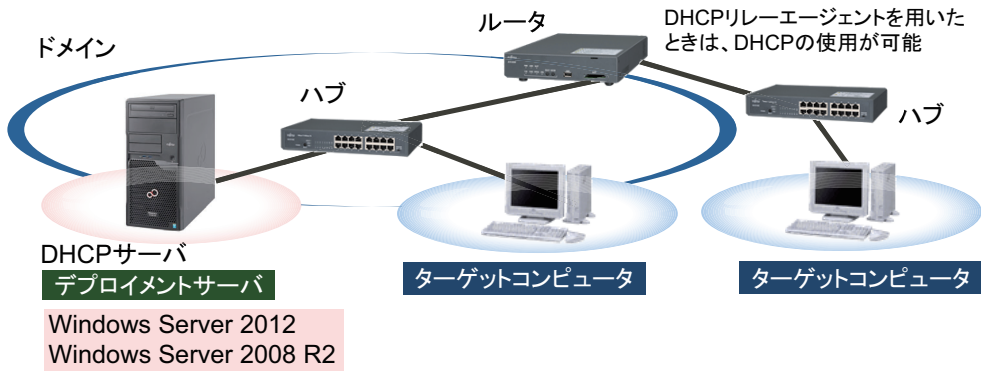 ドメイン
ルータ
DHCPリレーエージェントを用いた
ときは、DHCPの使用が可能
ハブ
ハブ
DHCPサーバ
デプロイメントサーバ
ターゲットコンピュータ
ターゲットコンピュータ
Windows Server 2012
Windows Server 2008 R2